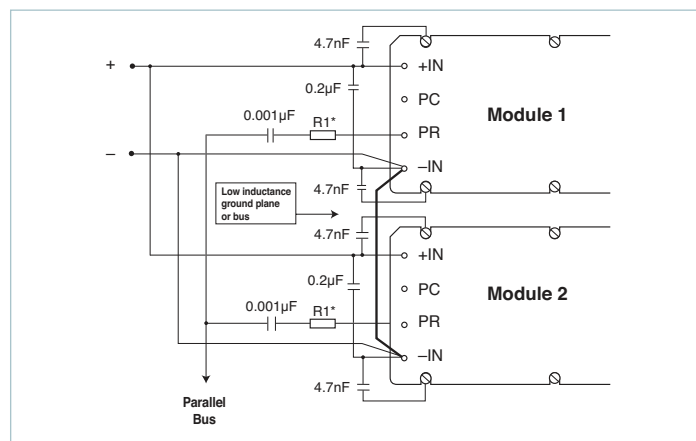 4.7nF
+
+IN
0.2µF
PC
Module 1
0.001µF
R1*
PR
–
–IN
4.7nF
Low inductance
ground plane
or bus
4.7nF
+IN
0.2µF
PC
Module 2
0.001µF
R1*
PR
–IN
4.7nF
Parallel
Bus